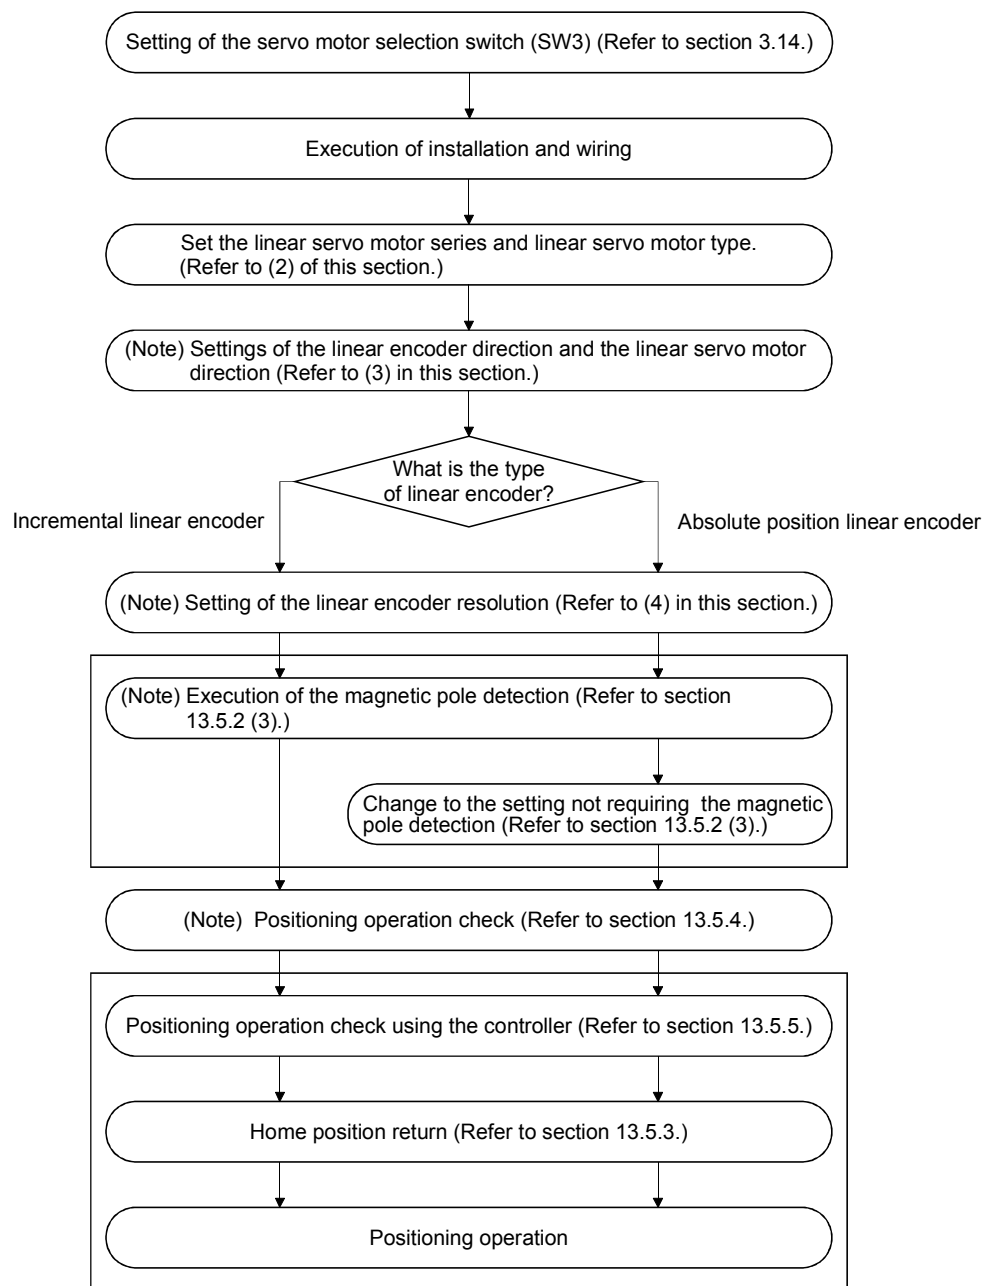 Setting of the servo motor selection switch (SW3) (Refer to section 3.14.)
Execution of installation and wiring
Set the linear servo motor series and linear servo motor type.
(Refer to (2) of this section.)
(Note) Settings of the linear encoder direction and the linear servo motor
direction (Refer to (3) in this section.)
What is the type
of linear encoder?
Incremental linear encoder
Absolute position linear encoder
(Note) Setting of the linear encoder resolution (Refer to (4) in this section.)
(Note) Execution of the magnetic pole detection (Refer to section
13.5.2 (3).)
Change to the setting not requiring the magnetic
pole detection (Refer to section 13.5.2 (3).)
(Note) Positioning operation check (Refer to section 13.5.4.)
Positioning operation check using the controller (Refer to section 13.5.5.)
Home position return (Refer to section 13.5.3.)
Positioning operation